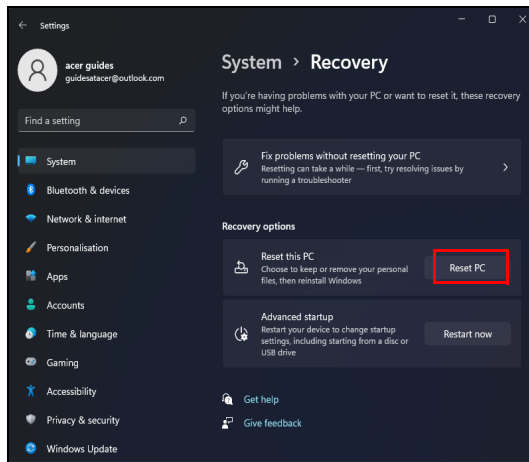 Settings
acer guides
guidesatacer@outlook.com
Find a setting
System
Bluetooth & devices
Network & internet
Personalisation
Apps
Accounts
Time & language
Gaming
Accessibility
Privacy & security
Windows Update
System > Recovery
If you're having problems with your PC or want to reset it, these recovery
options might help.
Fix problems without resetting your PC
Resetting can take a while — first, try resolving issues by
running a troubleshooter
Recovery options
Reset this PC
Choose to keep or remove your personal
files, then reinstall Windows
Reset PC
Advanced startup
Restart your device to change startup
settings, including starting from a disc or
USB drive
Restart now
Get help
Give feedback